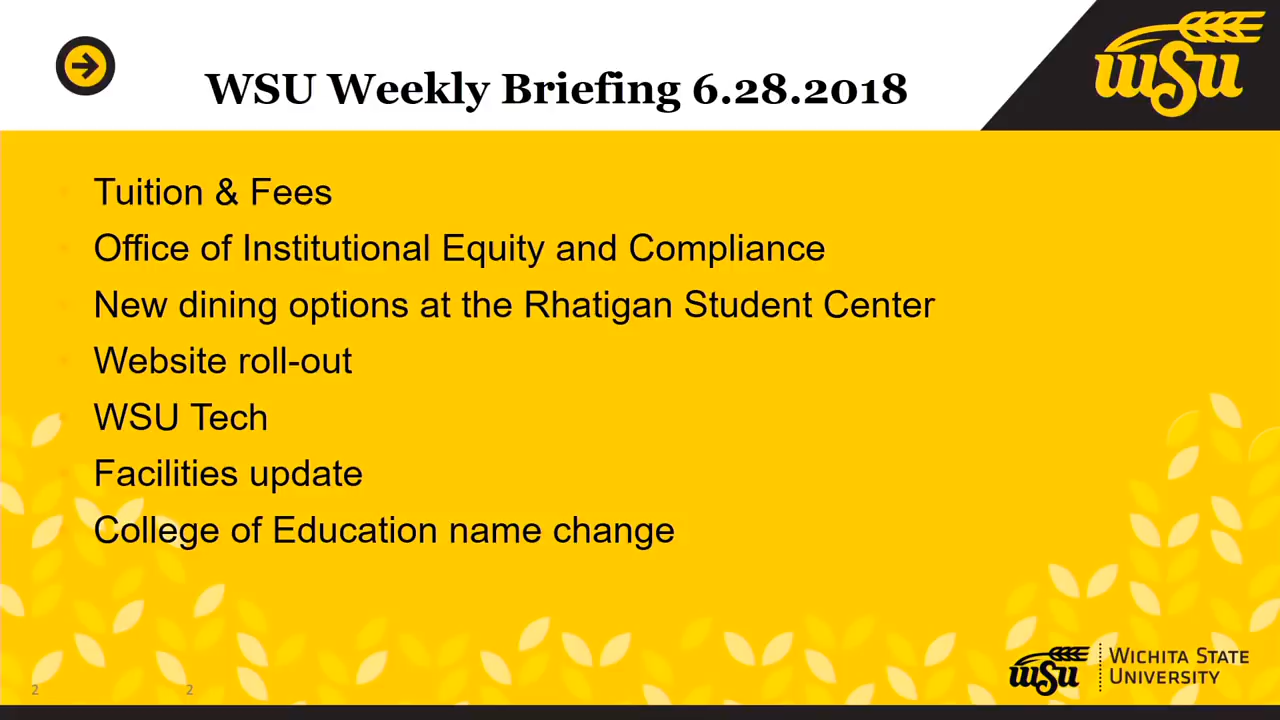 WSU
WSU Weekly Briefing 6.28.2018
Tuition & Fees
Office of Institutional Equity and Compliance
New dining options at the Rhatigan Student Center
Website roll-out
WSU Tech
Facilities update
College of Education name change
2
2
WSU
WICHITA STATE
UNIVERSITY